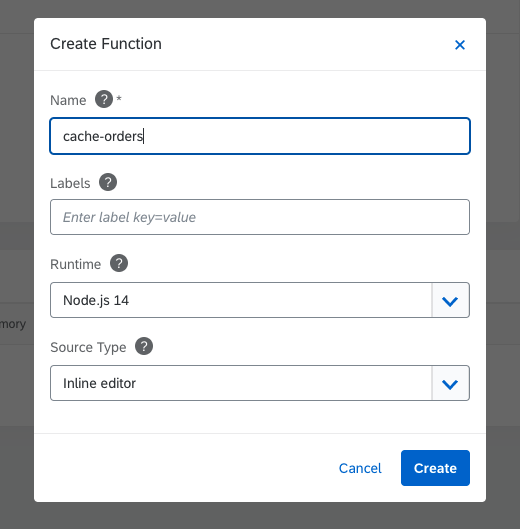 Create Function
Name ? *
cache-orders
Labels ?
Enter label key=value
Runtime ?
mory
Node.js 14
Source Type ?
Inline editor
Cancel
Create